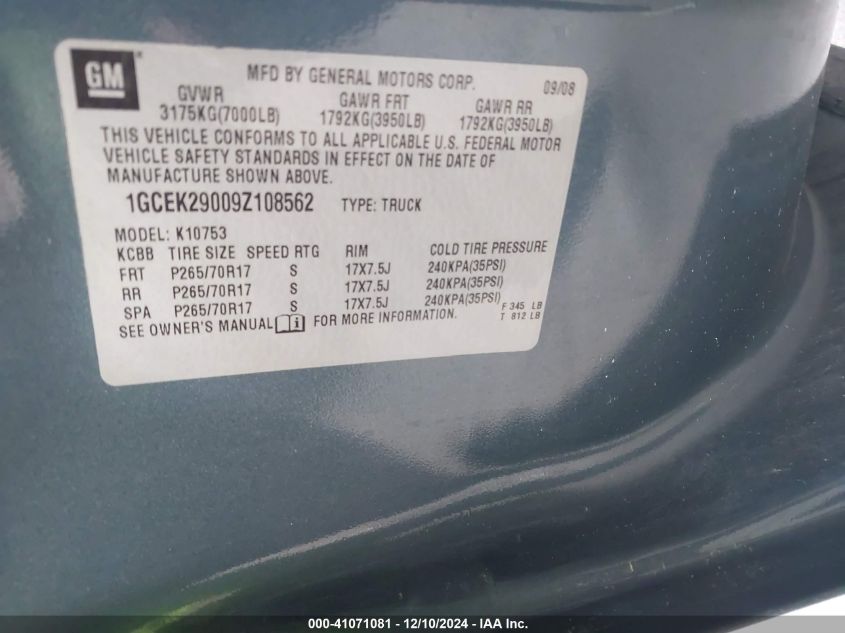 GM
MFD BY GENERAL MOTORS CORP. 09/08
GVWR GAWR FRT GAWR RR
3175KG(7000LB) 1792KG(3950LB) 1792KG(3950LB)
THIS VEHICLE CONFORMS TO ALL APPLICABLE U.S. FEDERAL MOTOR
VEHICLE SAFETY STANDARDS IN EFFECT ON THE DATE OF
MANUFACTURE SHOWN ABOVE.
1GCEK29009Z108562 TYPE: TRUCK
MODEL: K10753
KCBB TIRE SIZE SPEED RTG RIM COLD TIRE PRESSURE
FRT P265/70R17 S 17X7.5J 240KPA(35PSI)
RR P265/70R17 S 17X7.5J 240KPA(35PSI)
SPA P265/70R17 S 17X7.5J 240KPA(35PSI) F 345 LB
SEE OWNER'S MANUAL i FOR MORE INFORMATION. T 812 LB
000-41071081 - 12/10/2024 - IAA Inc.